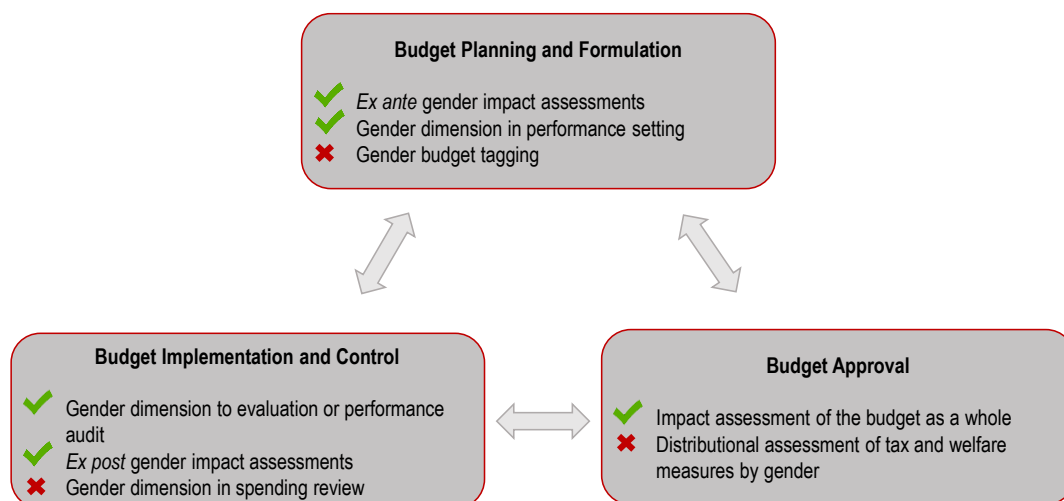 Budget Planning and Formulation
Ex ante gender impact assessments
Gender dimension in performance setting
Gender budget tagging
Budget Implementation and Control
Gender dimension to evaluation or performance
audit
Ex post gender impact assessments
Gender dimension in spending review
Budget Approval
Impact assessment of the budget as a whole
Distributional assessment of tax and welfare
measures by gender